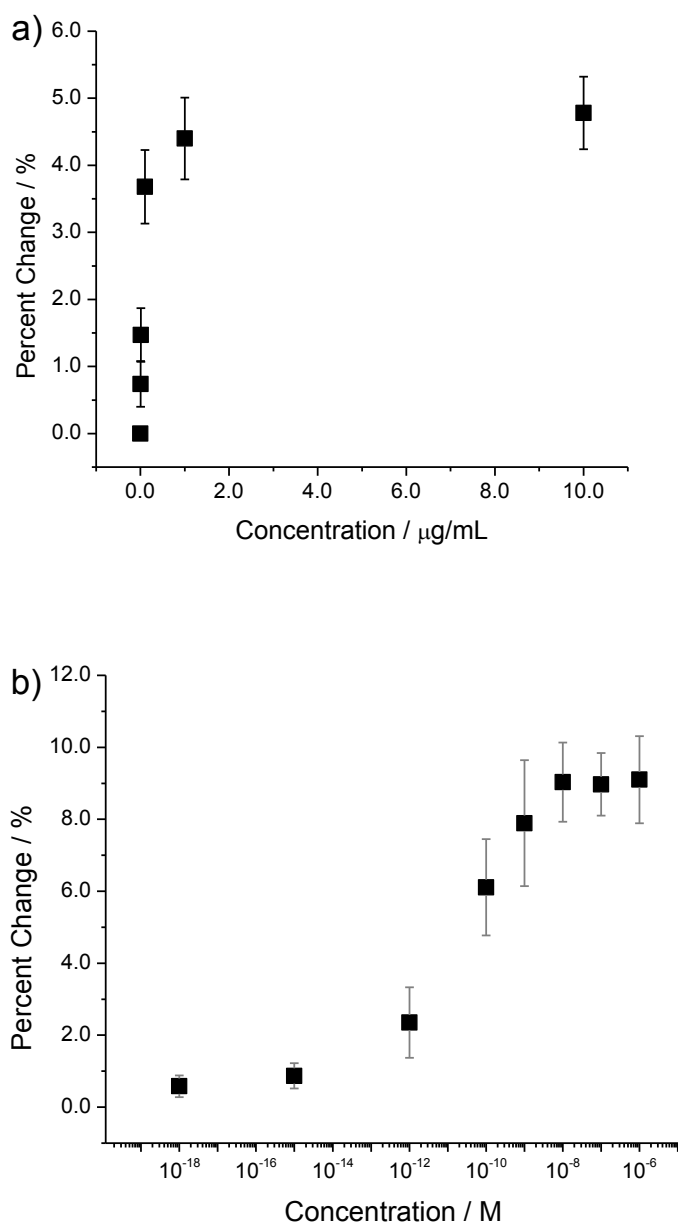 a)
6.0
5.0
4.0
3.0
2.0
1.0
0.0
Percent Change / %
0.0 2.0 4.0 6.0 8.0 10.0
Concentration / μg/mL
b)
12.0
10.0
8.0
6.0
4.0
2.0
0.0
Percent Change / %
10⁻¹⁸ 10⁻¹⁶ 10⁻¹⁴ 10⁻¹² 10⁻¹⁰ 10⁻⁸ 10⁻⁶
Concentration / M